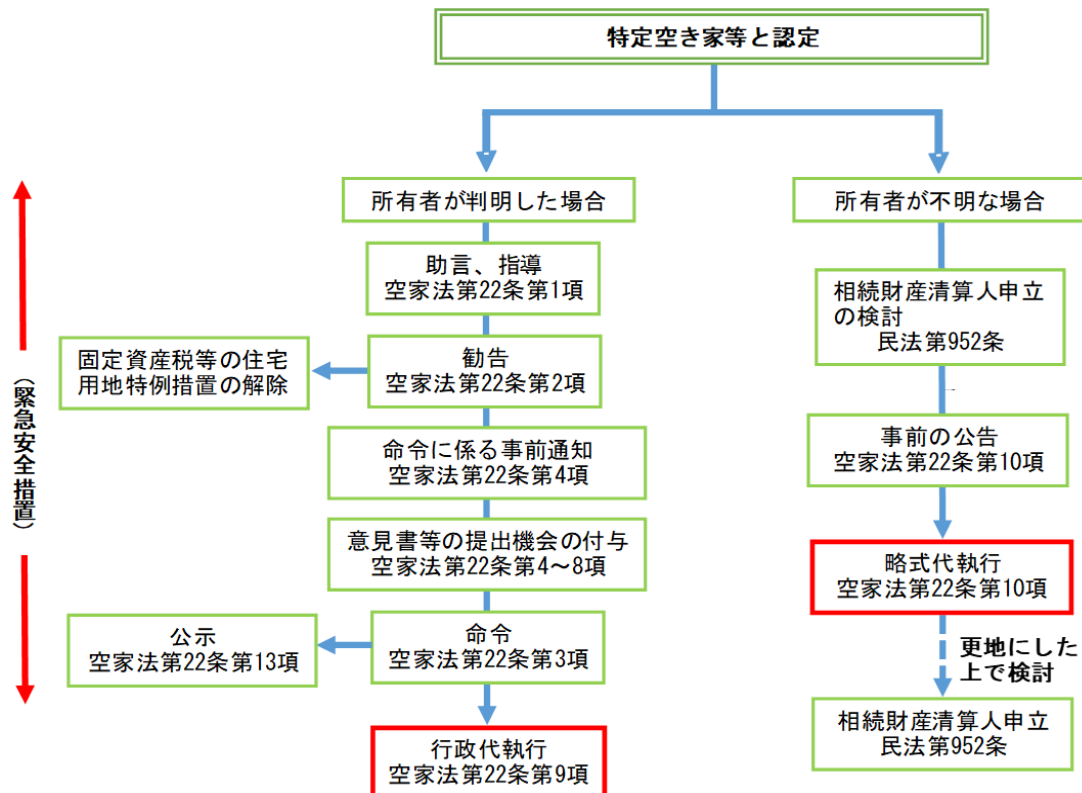 特定空き家等と認定
所有者が判明した場合
助言、指導
空家法第22条第1項
勧告
空家法第22条第2項
固定資産税等の住宅
用地特例措置の解除
命令に係る事前通知
空家法第22条第4項
意見書等の提出機会の付与
空家法第22条第4～8項
命令
空家法第22条第3項
公示
空家法第22条第13項
行政代執行
空家法第22条第9項
（緊急安全措置）
所有者が不明な場合
相続財産清算人申立
の検討
民法第952条
事前の公告
空家法第22条第10項
略式代執行
空家法第22条第10項
更地にした
上で検討
相続財産清算人申立
民法第952条